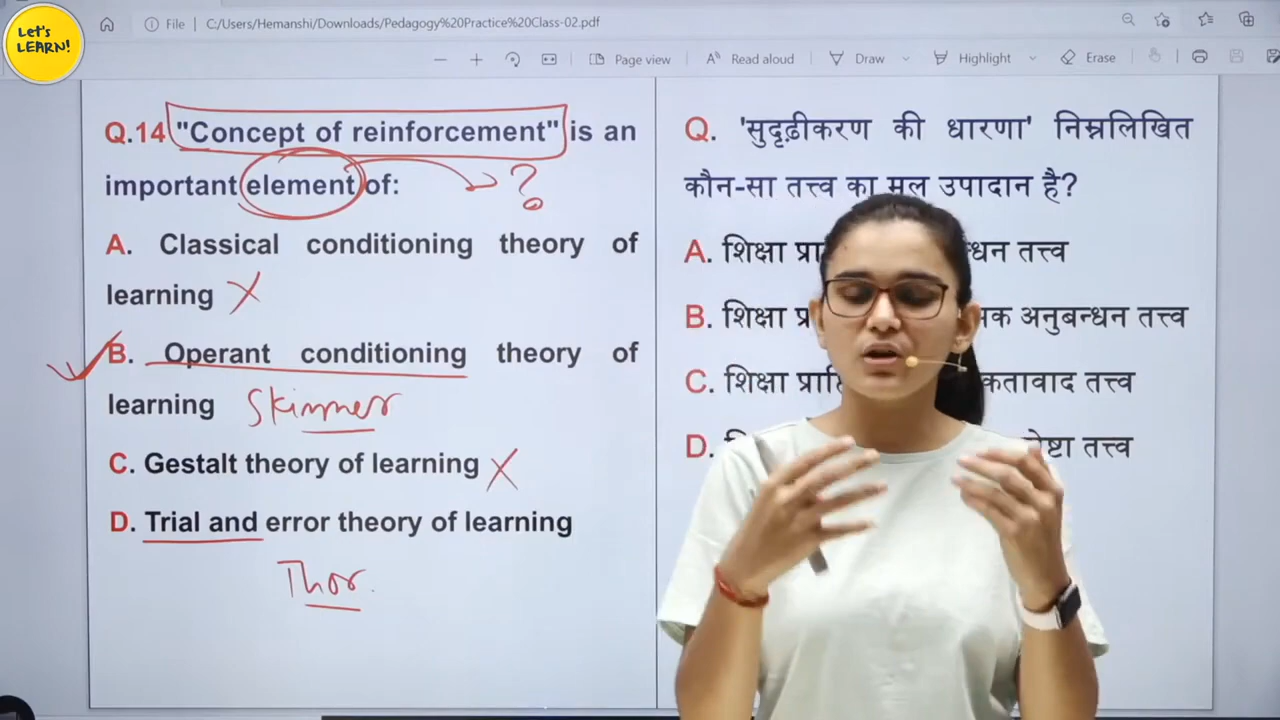 Let's
LEARN!
File C:/Users/Hemanshi/Downloads/Pedagogy%20Practice%20Class-02.pdf
Page view Read aloud Draw Highlight Erase
Q.14 "Concept of reinforcement" is an
important element of:
?
A. Classical conditioning theory of
learning X
B. Operant conditioning theory of
learning Skinner
C. Gestalt theory of learning X
D. Trial and error theory of learning
Thor.
Q. 'सुदृढ़ीकरण की धारणा' निम्नलिखित
कौन-सा तत्त्व का मूल उपादान है?
A. शिक्षा तत्त्व
B. शिक्षा अनुबन्धन तत्त्व
C. शिक्षा तत्त्व
D. तत्त्व